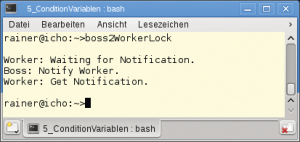 5_ConditionVariablen : bash
Datei Bearbeiten Ansicht Lesezeichen
rainer@icho:~>boss2WorkerLock
Worker: Waiting for Notification.
Boss: Notify Worker.
Worker: Get Notification.
rainer@icho:~>
5_ConditionVariablen : bash